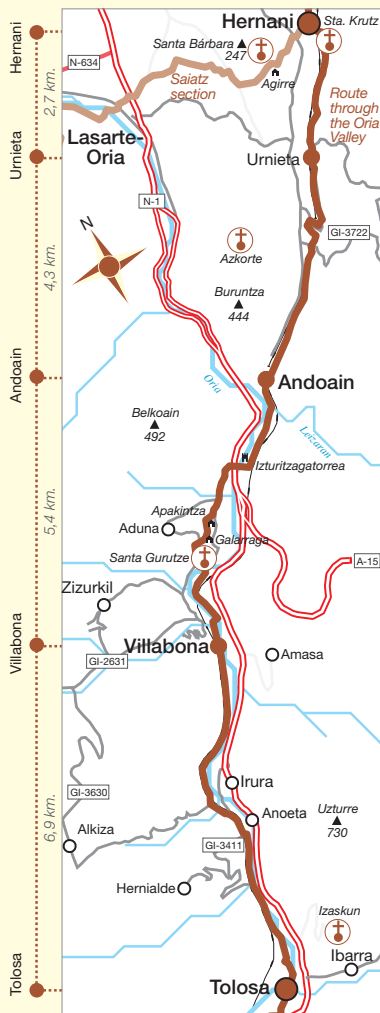 Hernani
2,7 km.
Urnieta
4,3 km.
Andoain
5,4 km.
Villabona
6,9 km.
Tolosa
Hernani
Sta. Krutz
Santa Bárbara
247
N-634
Saiatz
section
Agirre
Route
through
the Oria
Valley
Lasarte-
Oria
Urnieta
N-1
N
GI-3722
Azkorte
Buruntza
444
Oria
Andoain
Belkoain
492
Leizaran
Izturitzagatorrea
Apakintza
Aduna
Galarraga
Santa Gurutze
A-15
Zizurkil
Villabona
Amasa
GI-2631
Irura
GI-3630
Anoeta
Uzturre
730
Alkiza
GI-3411
Hernialde
Izaskun
Ibarra
Tolosa